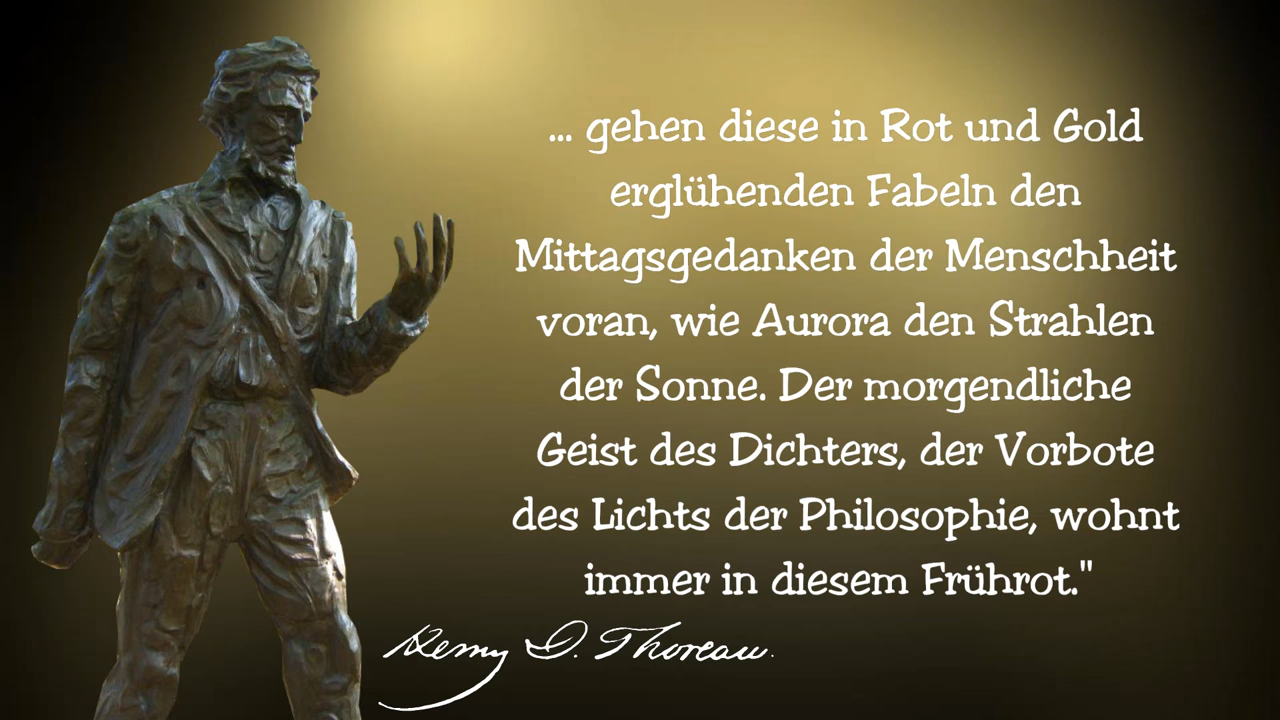 ... gehen diese in Rot und Gold
erglühenden Fabeln den
Mittagsgedanken der Menschheit
voran, wie Aurora den Strahlen
der Sonne. Der morgendliche
Geist des Dichters, der Vorbote
des Lichts der Philosophie, wohnt
immer in diesem Frührot."
Henry D. Thoreau.